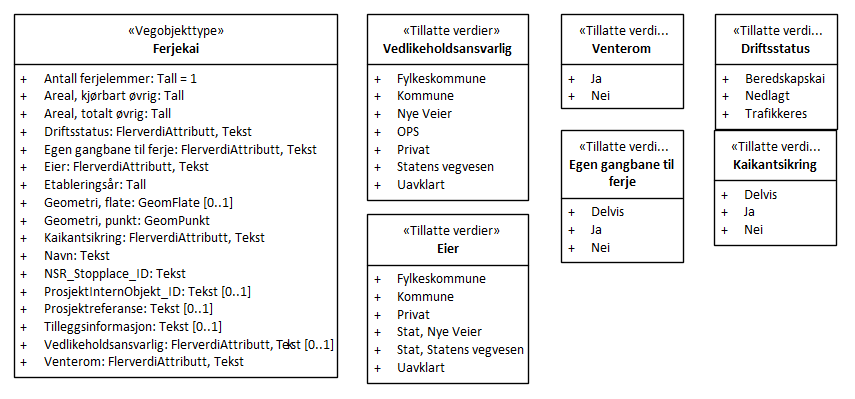 «Vegobjekttype»
Ferjekai
+ Antall ferjelemmer: Tall = 1
+ Areal, kjørbart øvrig: Tall
+ Areal, totalt øvrig: Tall
+ Driftsstatus: FlerverdiAttributt, Tekst
+ Egen gangbane til ferje: FlerverdiAttributt, Tekst
+ Eier: FlerverdiAttributt, Tekst
+ Etableringsår: Tall
+ Geometri, flate: GeomFlate [0..1]
+ Geometri, punkt: GeomPunkt
+ Kaikantsikring: FlerverdiAttributt, Tekst
+ Navn: Tekst
+ NSR_Stopplace_ID: Tekst
+ ProsjektInternObjekt_ID: Tekst [0..1]
+ Prosjektreferanse: Tekst [0..1]
+ Tilleggsinformasjon: Tekst [0..1]
+ Vedlikeholdsansvarlig: FlerverdiAttributt, Tekst [0..1]
+ Venterom: FlerverdiAttributt, Tekst
«Tillatte verdier»
Vedlikeholdsansvarlig
+ Fylkeskommune
+ Kommune
+ Nye Veier
+ OPS
+ Privat
+ Statens vegvesen
+ Uavklart
«Tillatte verdier»
Eier
+ Fylkeskommune
+ Kommune
+ Privat
+ Stat, Nye Veier
+ Stat, Statens vegvesen
+ Uavklart
«Tillatte verdi...
Venterom
+ Ja
+ Nei
«Tillatte verdi...
Egen gangbane til
ferje
+ Delvis
+ Ja
+ Nei
«Tillatte verdi...
Driftsstatus
+ Beredskapskai
+ Nedlagt
+ Trafikkeres
«Tillatte verdi...
Kaikantsikring
+ Delvis
+ Ja
+ Nei